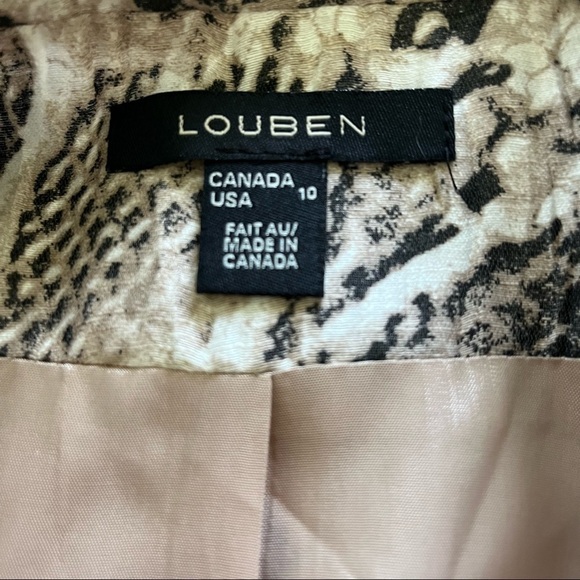 LOUBEN
CANADA 10
USA
FAIT AU/
MADE IN
CANADA